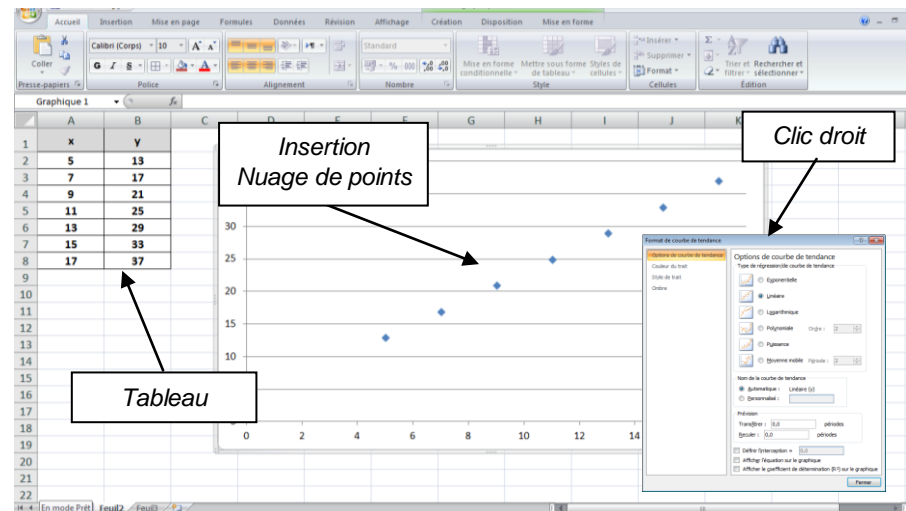 Accueil Insertion Mise en page Formules Données Révision Affichage Création Disposition Mise en forme
Calibri (Corps) 10 A A Standard Insérer Σ
Coller G I S A % 000 Mise en forme conditionnelle Mettre sous forme de tableau Styles de cellules Supprimer Format Trier et filtrer Rechercher et sélectionner
Presse-papiers Police Alignement Nombre Style Cellules Édition
Graphique 1 fx
A B C D E F G H I J K
1 x y
2 5 13
3 7 17
4 9 21
5 11 25
6 13 29
7 15 33
8 17 37
9
10
11
12
13
14
15
16
17
18
19
20
21
22
Insertion
Nuage de points
Clic droit
Tableau
30
25
20
15
10
0 2 4 6 8 10 12 14
Format de courbe de tendance
Options de courbe de tendance
Couleur du trait
Style de trait
Ombre
Options de courbe de tendance
Type de régression/de courbe de tendance
Exponentielle
Linéaire
Logarithmique
Polynomiale Ordre : 2
Puissance
Moyenne mobile Période : 2
Nom de la courbe de tendance
Automatique : Linéaire (y)
Personnalisé :
Prévision
Transférer : 0,0 périodes
Reculer : 0,0 périodes
Définir l'interception = 0,0
Afficher l'équation sur le graphique
Afficher le coefficient de détermination (R²) sur le graphique
Fermer
En mode Prêt Feuil2 Feuil3